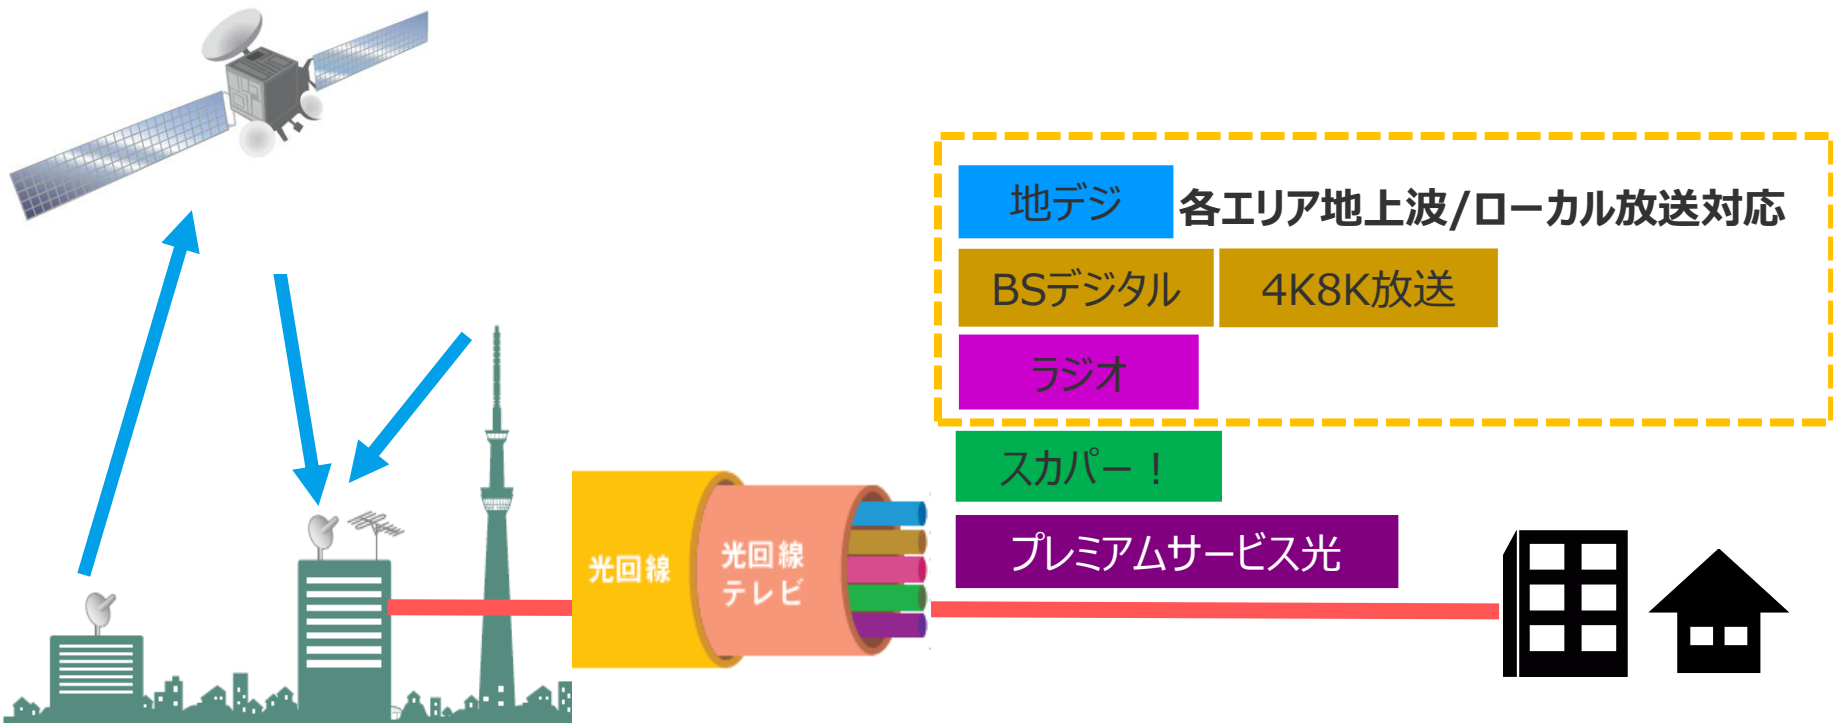 地デジ 各エリア地上波/ローカル放送対応
BSデジタル 4K8K放送
ラジオ
スカパー！
プレミアムサービス光
光回線
光回線
テレビ